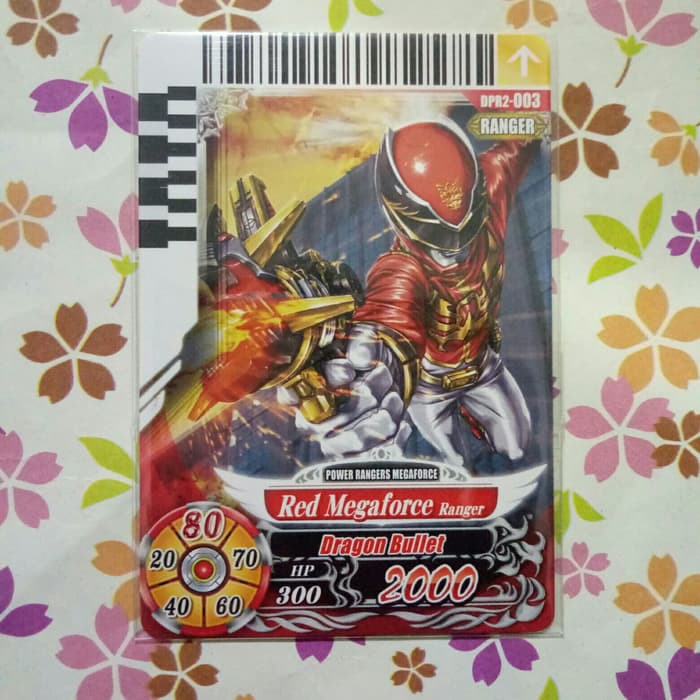 DPR2-003
RANGER
POWER RANGERS MEGAFORCE
Red Megaforce Ranger
Dragon Bullet
HP
300
2000
80
20 70
40 60